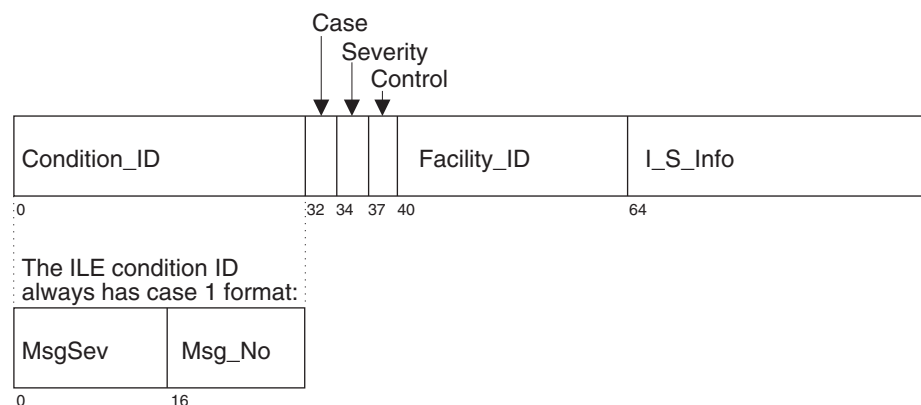 Case
Severity
Control
Condition_ID
Facility_ID
I_S_Info
0 32 34 37 40 64
The ILE condition ID
always has case 1 format:
MsgSev Msg_No
0 16